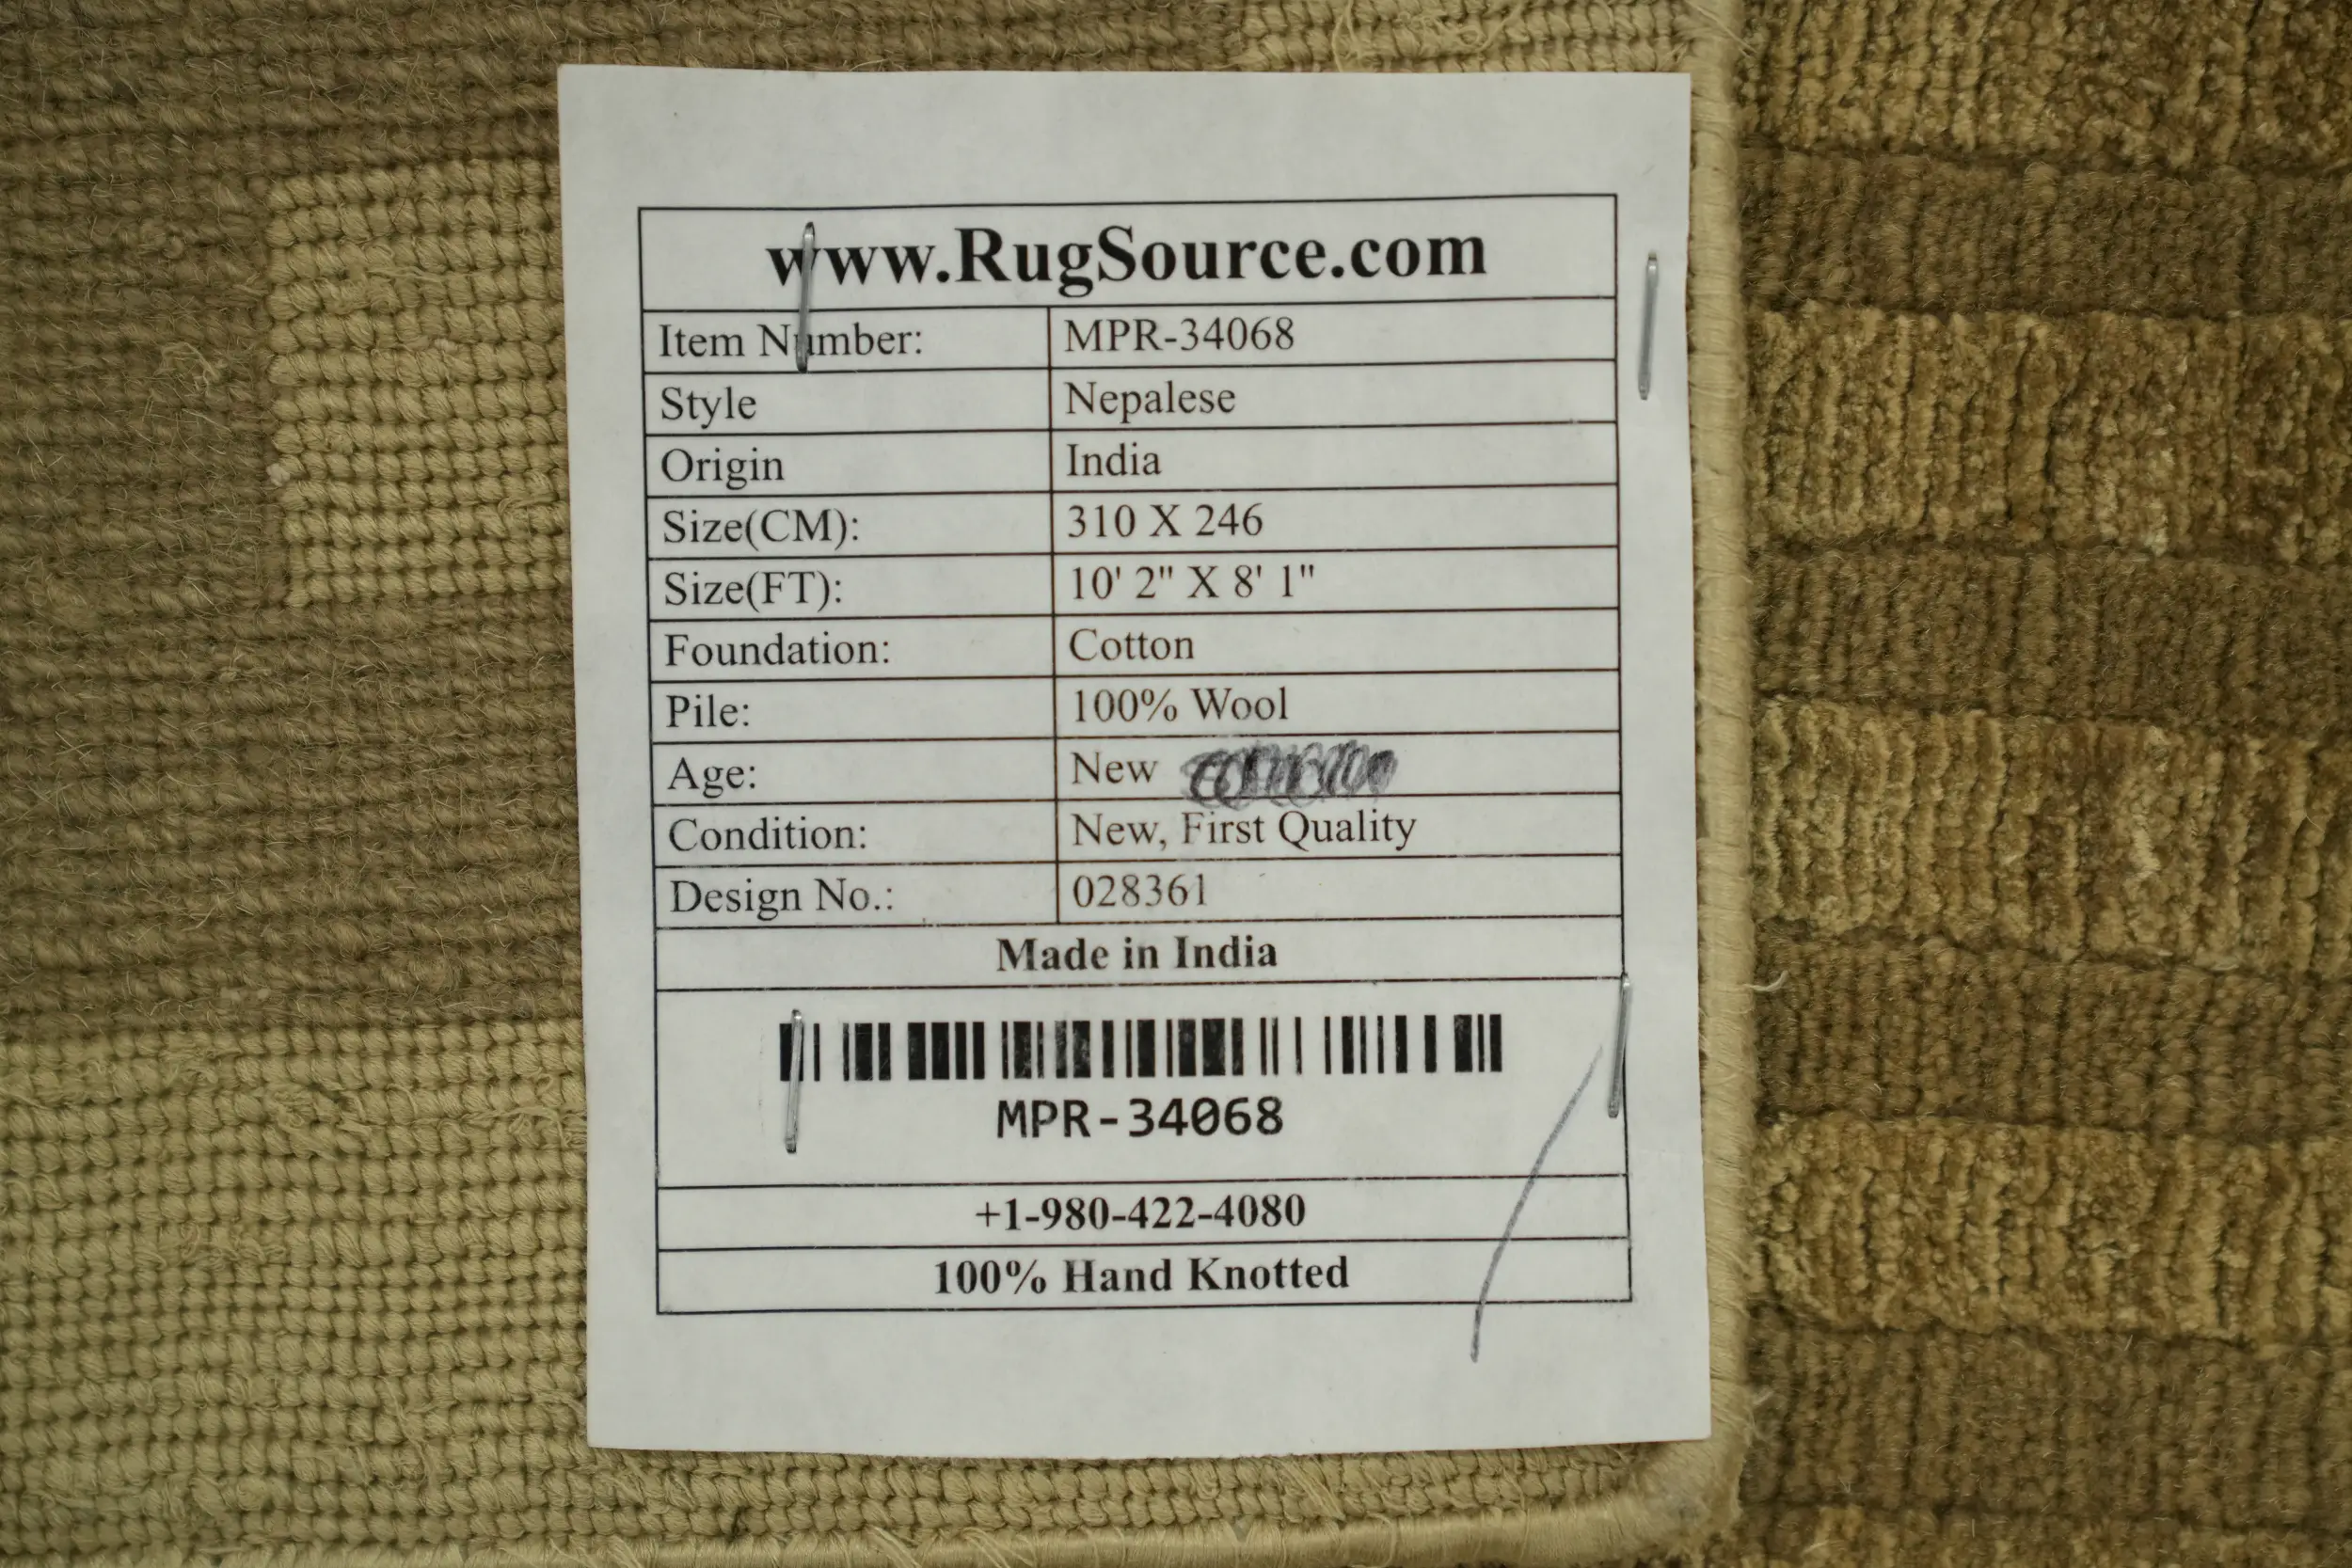 www.RugSource.com
Item Number: MPR-34068
Style Nepalese
Origin India
Size(CM): 310 X 246
Size(FT): 10' 2" X 8' 1"
Foundation: Cotton
Pile: 100% Wool
Age: New
Condition: New, First Quality
Design No.: 028361
Made in India
MPR-34068
+1-980-422-4080
100% Hand Knotted